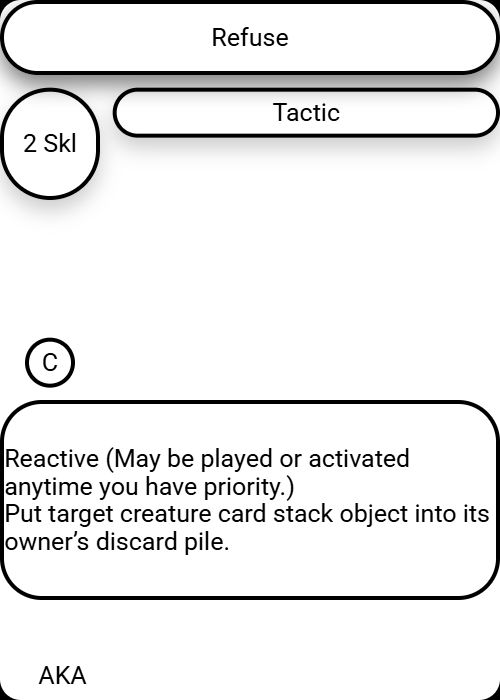 Refuse
2 Skl
Tactic
C
Reactive (May be played or activated
anytime you have priority.)
Put target creature card stack object into its
owner’s discard pile.
AKA